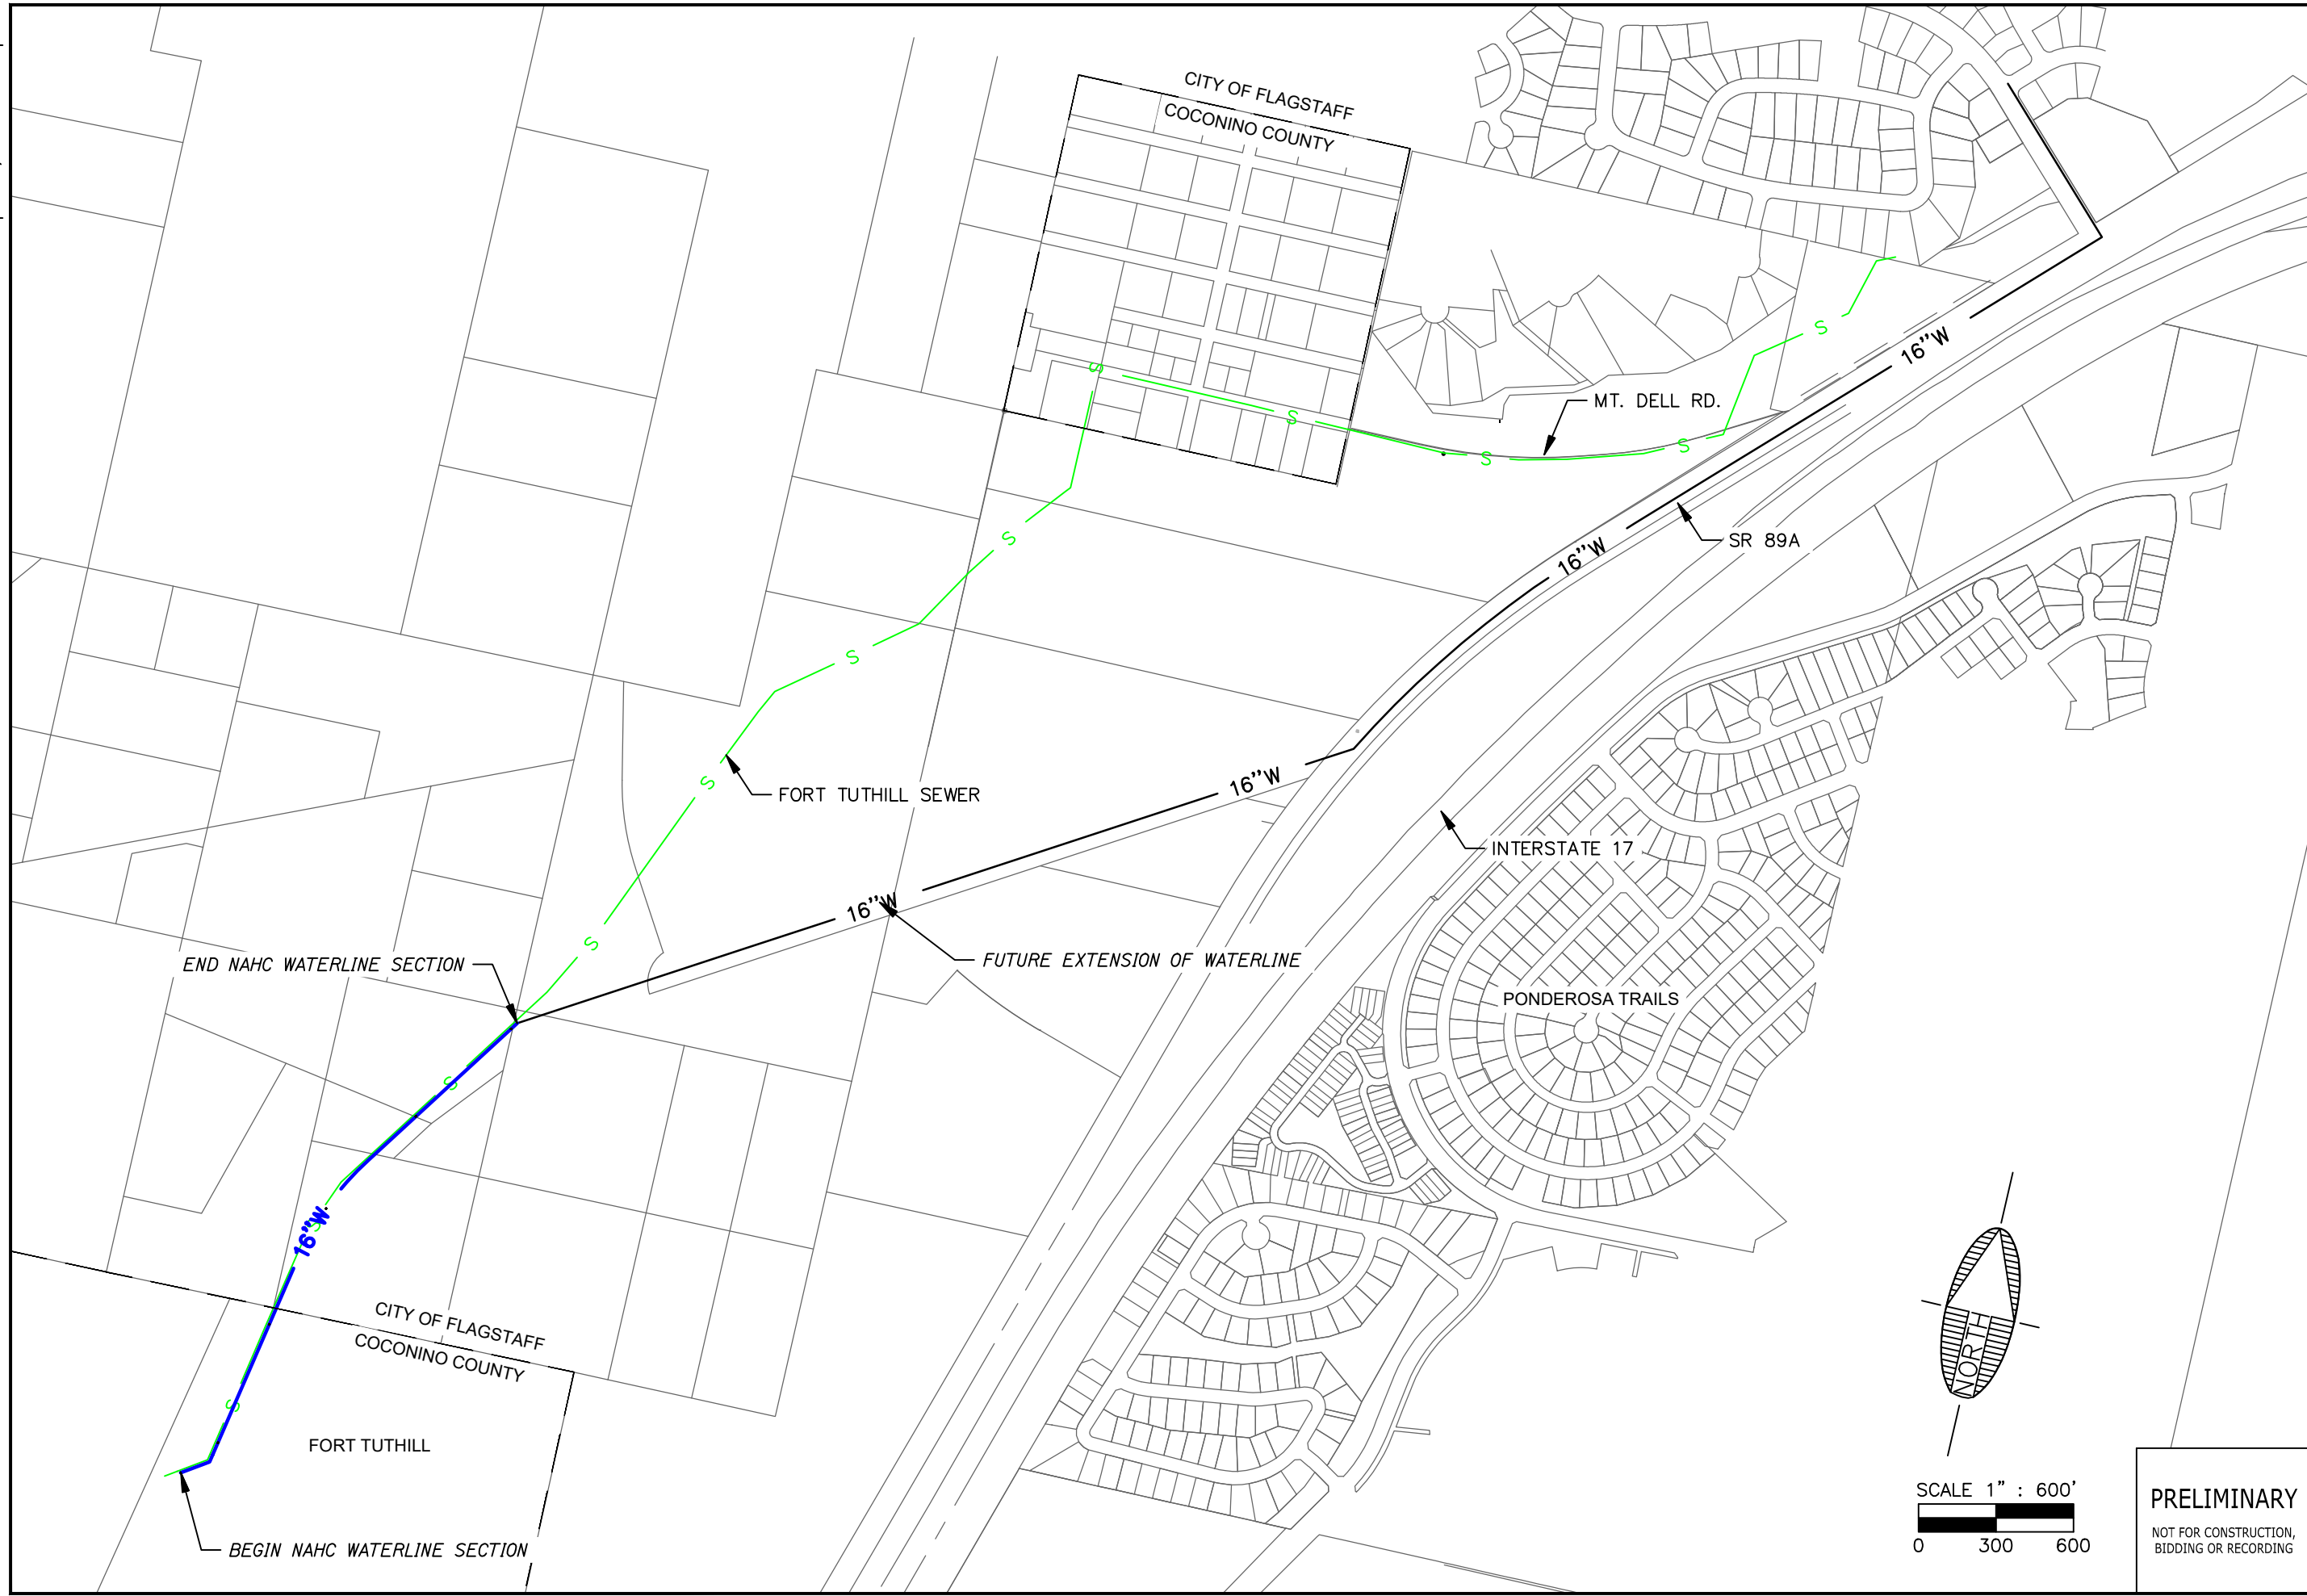 CITY OF FLAGSTAFF
COCONINO COUNTY
S
16"W
S
MT. DELL RD.
S
S
S
S
SR 89A
16"W
S
16"W
S
FORT TUTHILL SEWER
INTERSTATE 17
16"W
S
END NAHC WATERLINE SECTION
FUTURE EXTENSION OF WATERLINE
PONDEROSA TRAILS
S
S
16"W
CITY OF FLAGSTAFF
COCONINO COUNTY
NORTH
S
FORT TUTHILL
BEGIN NAHC WATERLINE SECTION
SCALE 1" : 600'
0 300 600
PRELIMINARY
NOT FOR CONSTRUCTION,
BIDDING OR RECORDING